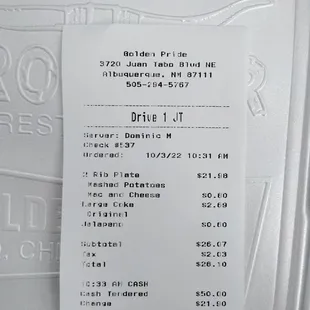 Golden Pride
3720 Juan Tabo Blvd NE
Albuquerque, NM 87111
505-294-5767
Drive 1 JT
Server: Dominic M
Check #537
Ordered: 10/3/22 10:31 AM
2 Rib Plate $21.98
Mashed Potatoes
Mac and Cheese $0.80
Large Coke $2.69
Original
Jalapeno $0.60
Subtotal $26.07
Tax $2.03
Total $28.10
10:33 AM CASH
Cash Tendered $50.00
Change $21.90
REST